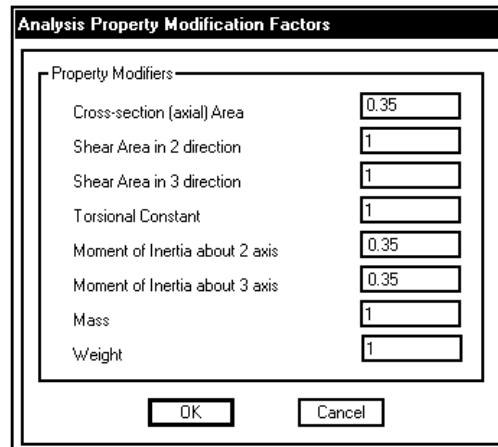 Analysis Property Modification Factors
Property Modifiers
Cross-section (axial) Area 0.35
Shear Area in 2 direction 1
Shear Area in 3 direction 1
Torsional Constant 1
Moment of Inertia about 2 axis 0.35
Moment of Inertia about 3 axis 0.35
Mass 1
Weight 1
OK Cancel